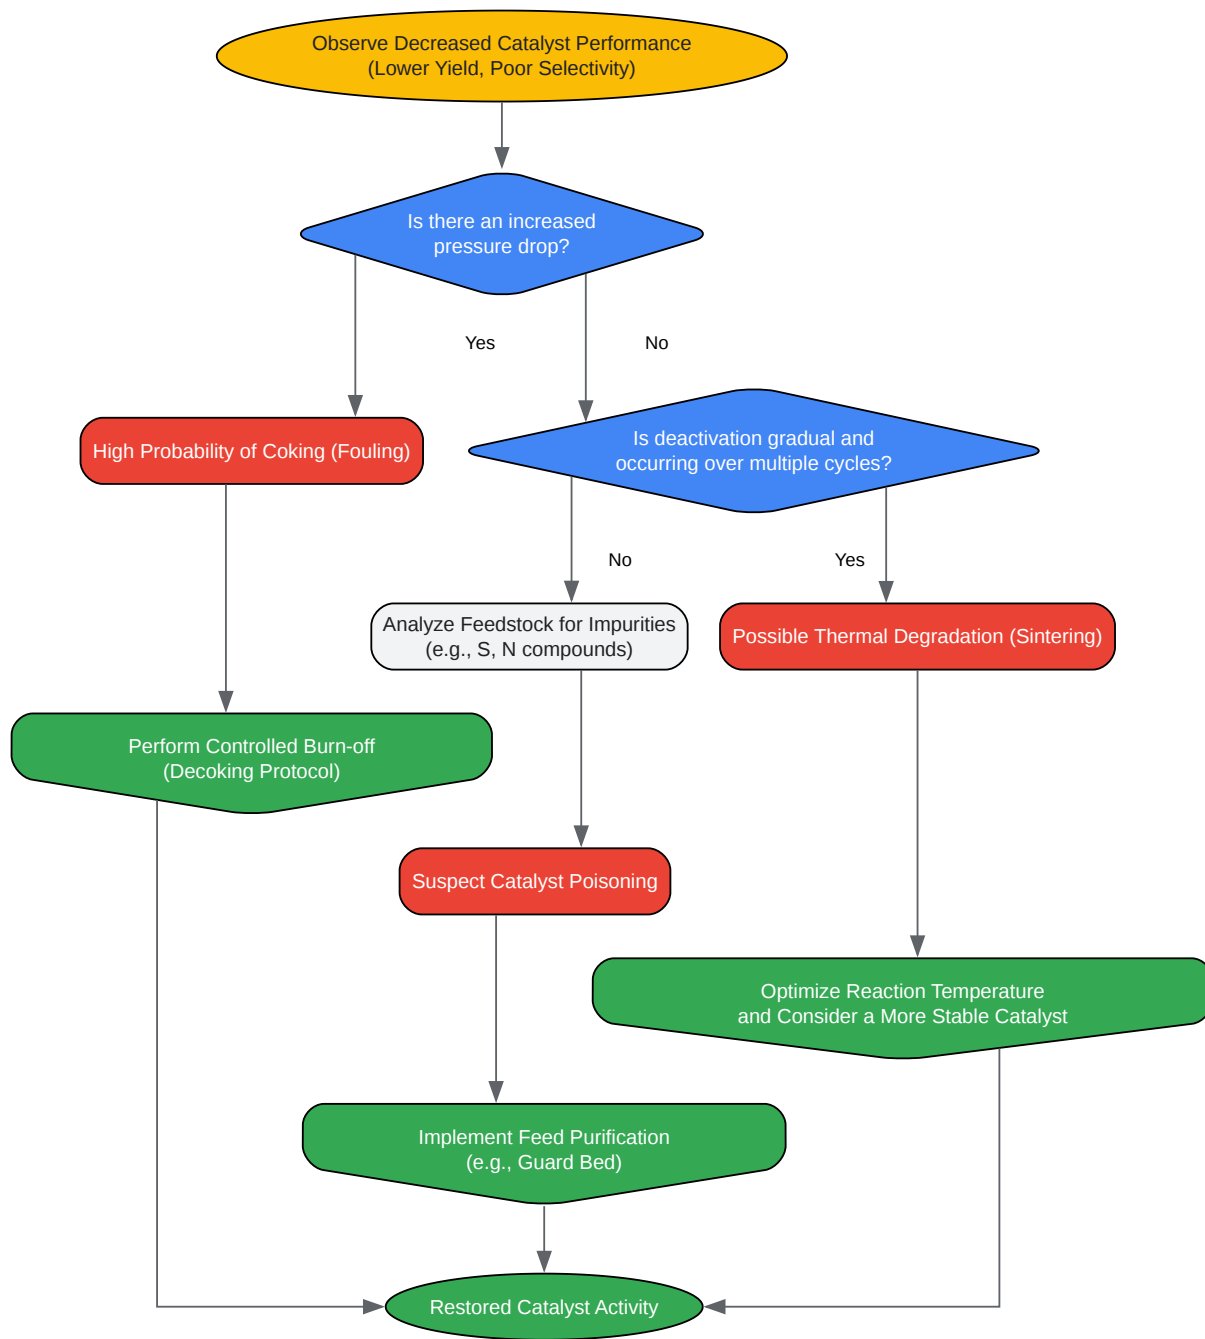 Observe Decreased Catalyst Performance
(Lower Yield, Poor Selectivity)
Is there an increased
pressure drop?
Yes
No
High Probability of Coking (Fouling)
Is deactivation gradual and
occurring over multiple cycles?
No
Yes
Analyze Feedstock for Impurities
(e.g., S, N compounds)
Possible Thermal Degradation (Sintering)
Perform Controlled Burn-off
(Decoking Protocol)
Suspect Catalyst Poisoning
Optimize Reaction Temperature
and Consider a More Stable Catalyst
Implement Feed Purification
(e.g., Guard Bed)
Restored Catalyst Activity